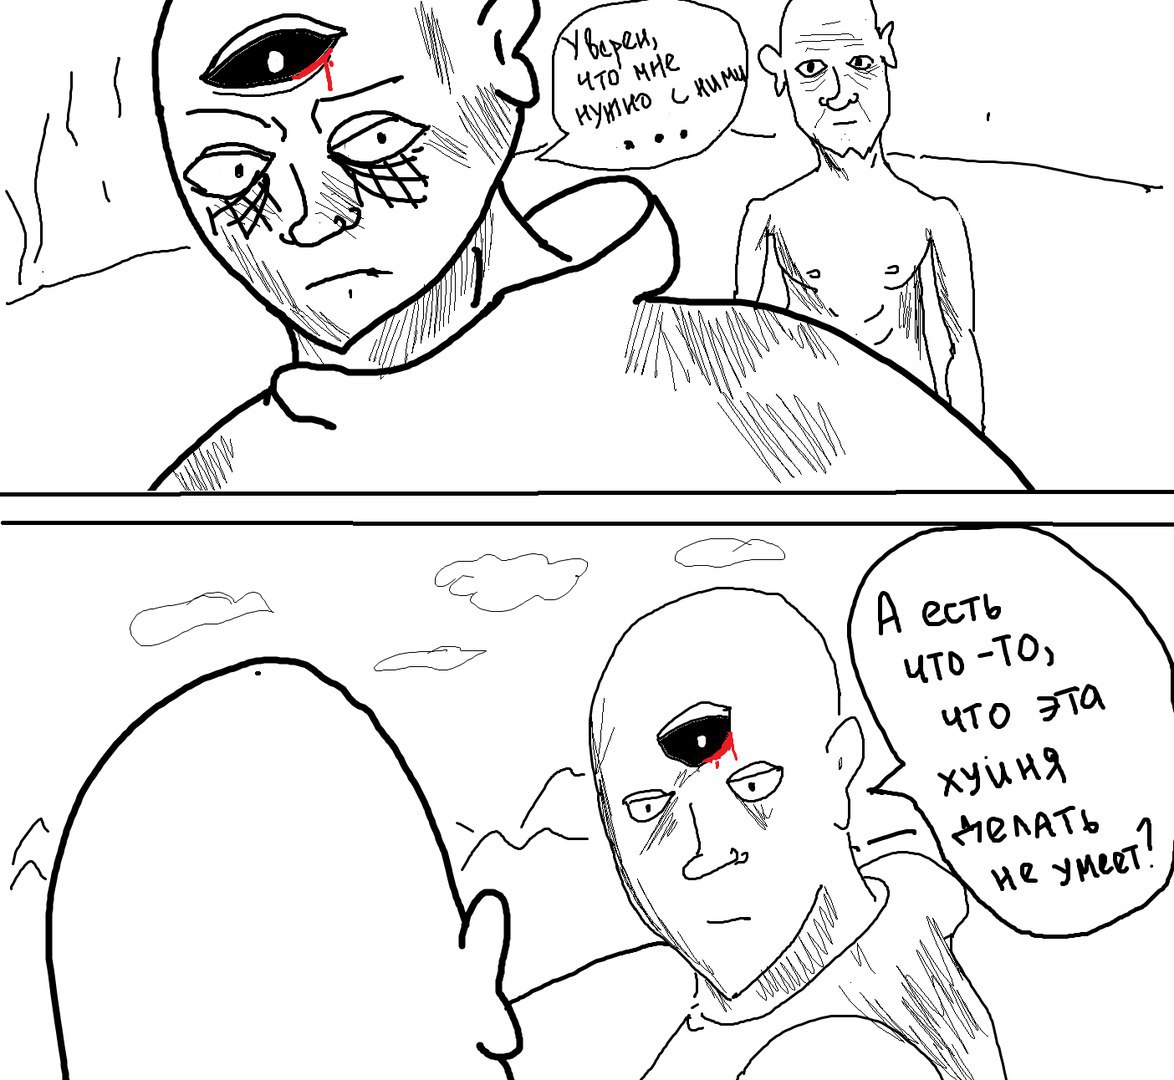 Уверен,
что мне
нужно с ними
...
А есть
что-то,
что эта
хуйня
делать
не умеет?